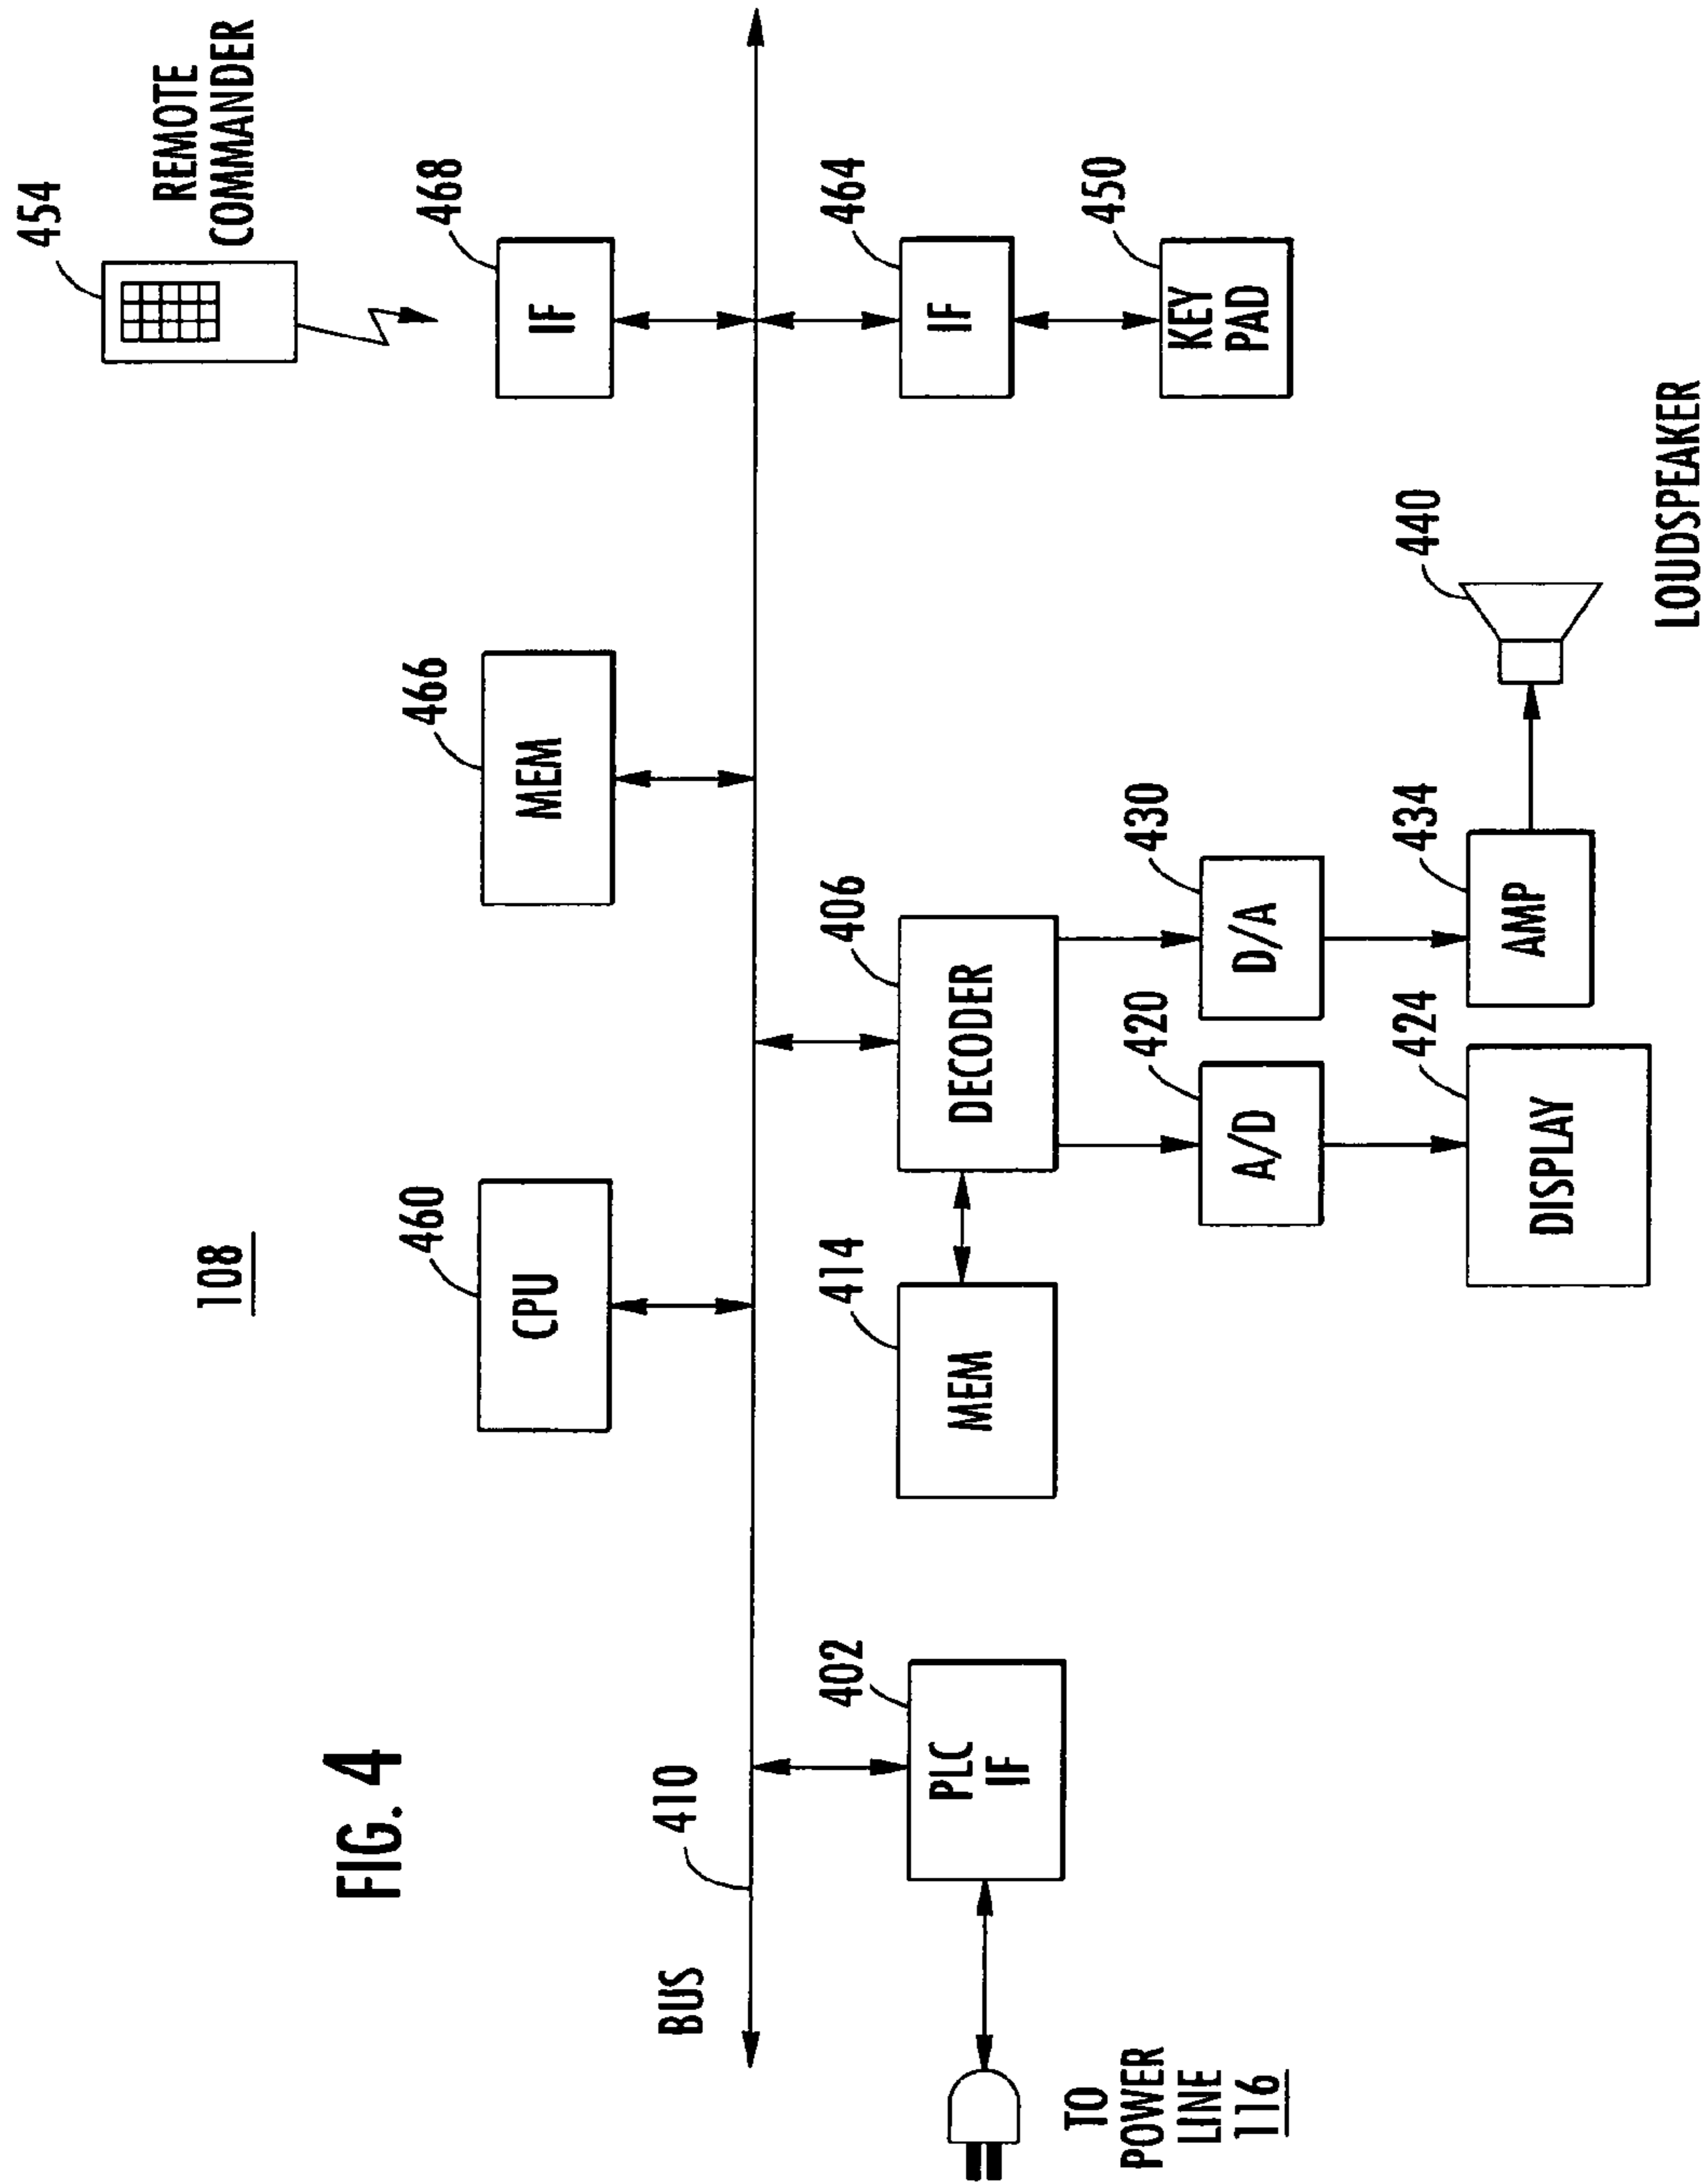 FIG. 4
108
454
REMOTE
COMMANDER
460
CPU
466
MEM
468
IF
BUS
410
402
PLC
IF
TO
POWER
LINE
116
414
MEM
406
DECODER
464
IF
450
KEY
PAD
420
A/D
430
D/A
424
DISPLAY
434
AMP
440
LOUDSPEAKER